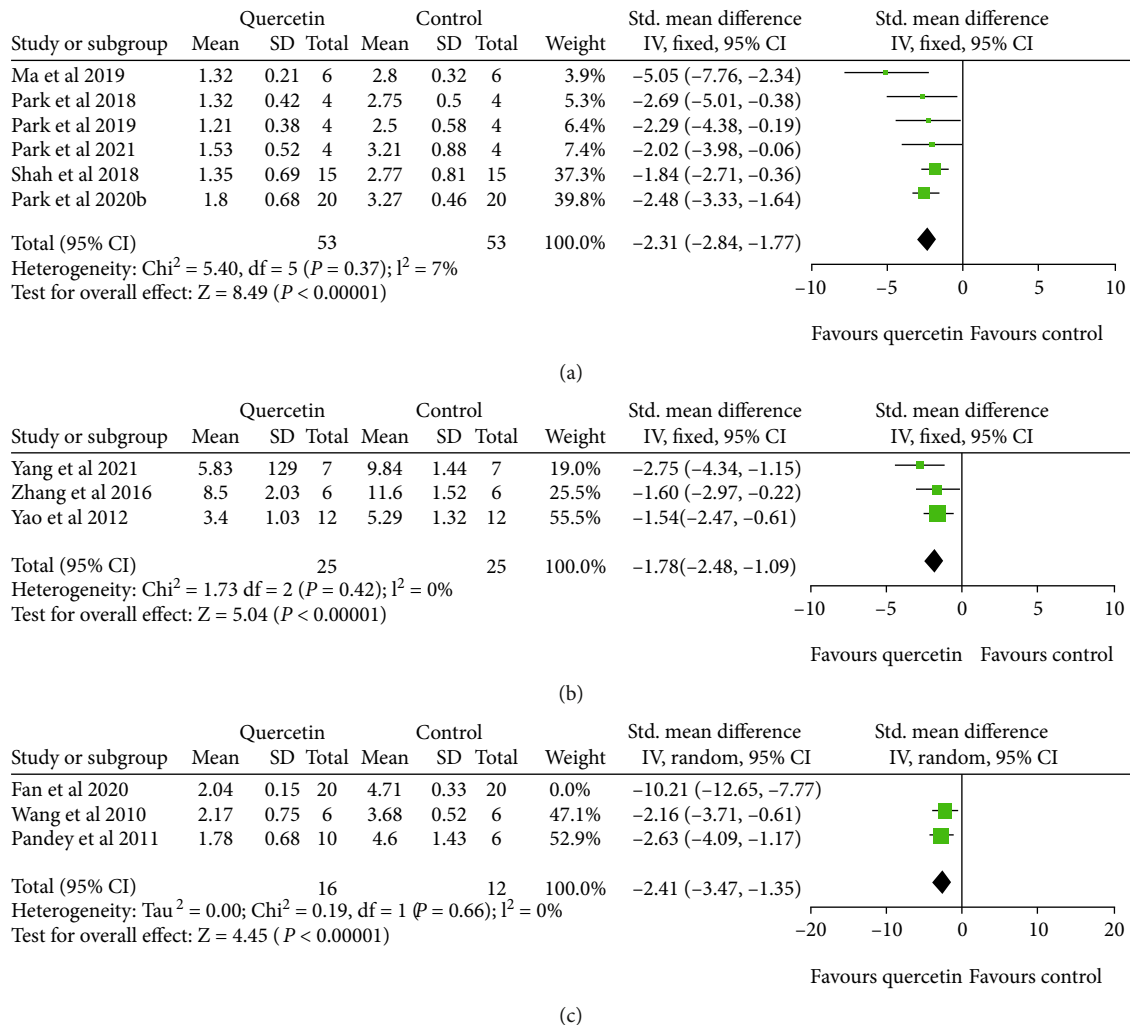 Quercetin Control Std. mean difference Std. mean difference
Study or subgroup Mean SD Total Mean SD Total Weight IV, fixed, 95% CI IV, fixed, 95% CI
Ma et al 2019 1.32 0.21 6 2.8 0.32 6 3.9% −5.05 (−7.76, −2.34)
Park et al 2018 1.32 0.42 4 2.75 0.5 4 5.3% −2.69 (−5.01, −0.38)
Park et al 2019 1.21 0.38 4 2.5 0.58 4 6.4% −2.29 (−4.38, −0.19)
Park et al 2021 1.53 0.52 4 3.21 0.88 4 7.4% −2.02 (−3.98, −0.06)
Shah et al 2018 1.35 0.69 15 2.77 0.81 15 37.3% −1.84 (−2.71, −0.36)
Park et al 2020b 1.8 0.68 20 3.27 0.46 20 39.8% −2.48 (−3.33, −1.64)
Total (95% CI) 53 53 100.0% −2.31 (−2.84, −1.77)
Heterogeneity: Chi² = 5.40, df = 5 (P = 0.37); l² = 7%
Test for overall effect: Z = 8.49 (P < 0.00001)
−10 −5 0 5 10
Favours quercetin Favours control
(a)
Quercetin Control Std. mean difference Std. mean difference
Study or subgroup Mean SD Total Mean SD Total Weight IV, fixed, 95% CI IV, fixed, 95% CI
Yang et al 2021 5.83 129 7 9.84 1.44 7 19.0% −2.75 (−4.34, −1.15)
Zhang et al 2016 8.5 2.03 6 11.6 1.52 6 25.5% −1.60 (−2.97, −0.22)
Yao et al 2012 3.4 1.03 12 5.29 1.32 12 55.5% −1.54(−2.47, −0.61)
Total (95% CI) 25 25 100.0% −1.78(−2.48, −1.09)
Heterogeneity: Chi² = 1.73 df = 2 (P = 0.42); l² = 0%
Test for overall effect: Z = 5.04 (P < 0.00001)
−10 −5 0 5 10
Favours quercetin Favours control
(b)
Quercetin Control Std. mean difference Std. mean difference
Study or subgroup Mean SD Total Mean SD Total Weight IV, random, 95% CI IV, random, 95% CI
Fan et al 2020 2.04 0.15 20 4.71 0.33 20 0.0% −10.21 (−12.65, −7.77)
Wang et al 2010 2.17 0.75 6 3.68 0.52 6 47.1% −2.16 (−3.71, −0.61)
Pandey et al 2011 1.78 0.68 10 4.6 1.43 6 52.9% −2.63 (−4.09, −1.17)
Total (95% CI) 16 12 100.0% −2.41 (−3.47, −1.35)
Heterogeneity: Tau² = 0.00; Chi² = 0.19, df = 1 (P = 0.66); l² = 0%
Test for overall effect: Z = 4.45 (P < 0.00001)
−20 −10 0 10 20
Favours quercetin Favours control
(c)